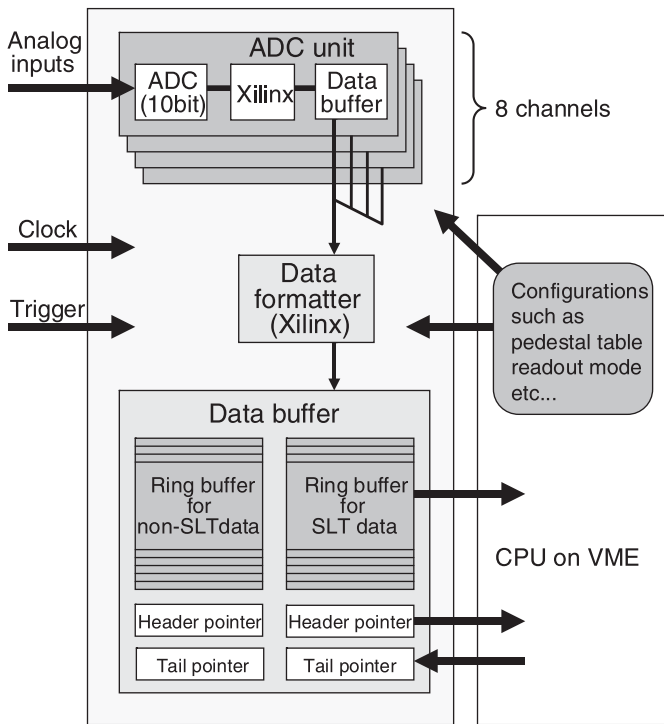 Analog
inputs
ADC unit
ADC
(10bit)
Xilinx
Data
buffer
8 channels
Clock
Trigger
Data
formatter
(Xilinx)
Configurations
such as
pedestal table
readout mode
etc...
Data buffer
Ring buffer
for
non-SLTdata
Ring buffer
for
SLT data
CPU on VME
Header pointer
Header pointer
Tail pointer
Tail pointer